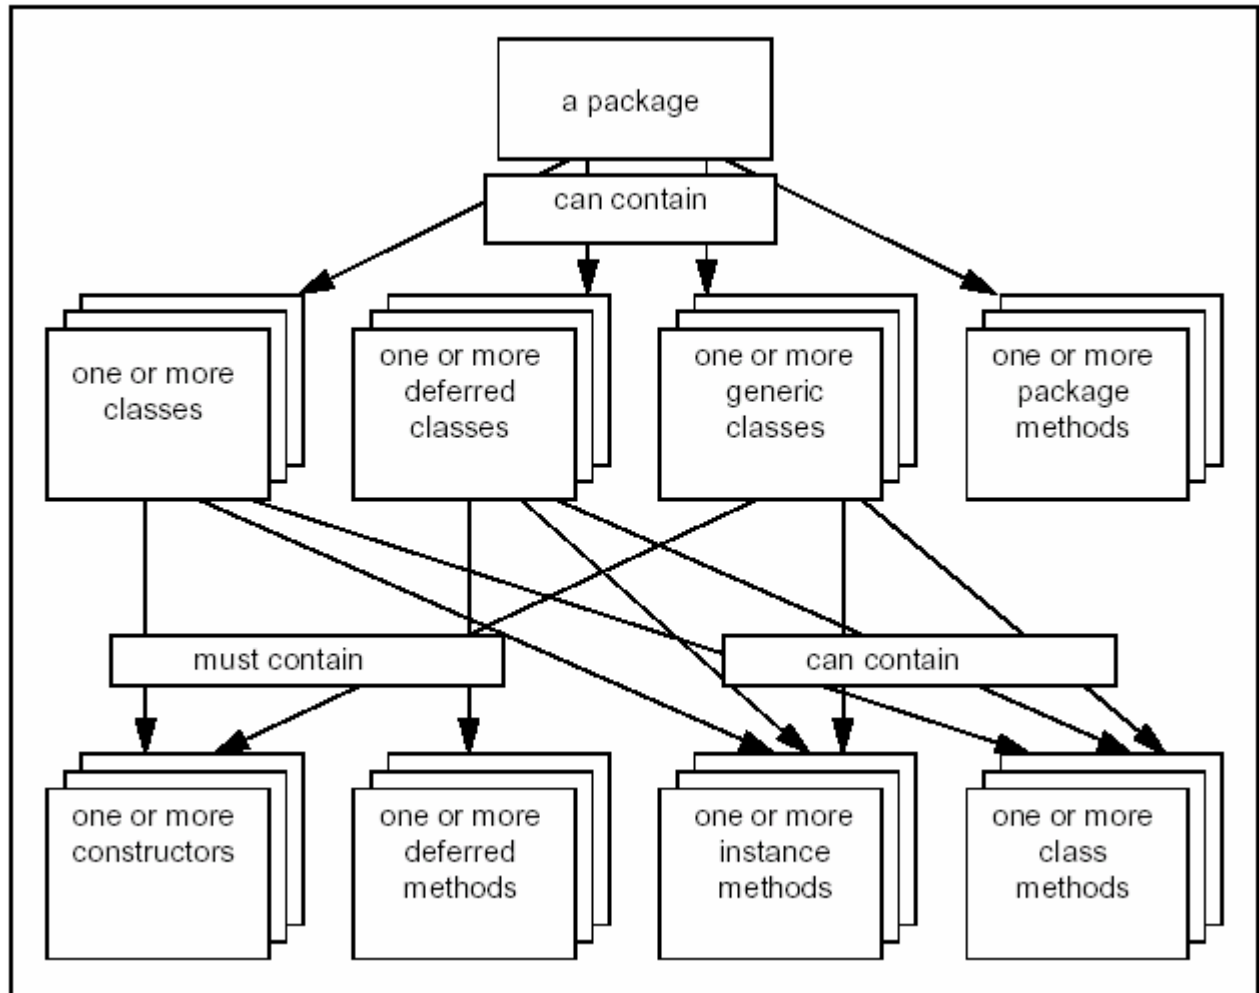 a package
can contain
one or more
classes
one or more
deferred
classes
one or more
generic
classes
one or more
package
methods
must contain
can contain
one or more
constructors
one or more
deferred
methods
one or more
instance
methods
one or more
class
methods